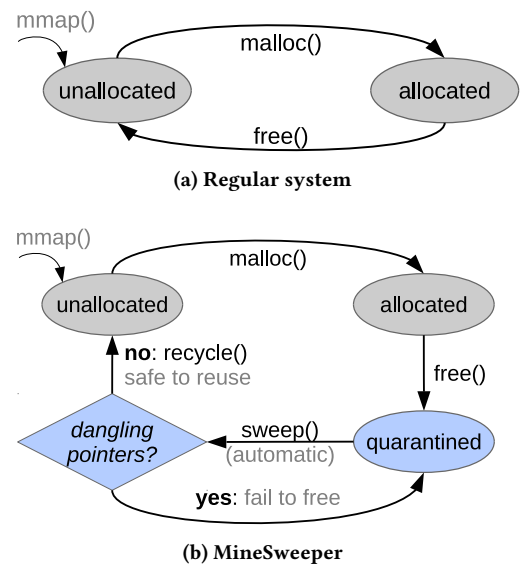 mmap()
malloc()
unallocated
allocated
free()
(a) Regular system
mmap()
malloc()
unallocated
allocated
no: recycle()
safe to reuse
free()
dangling
pointers?
sweep()
(automatic)
quarantined
yes: fail to free
(b) MineSweeper